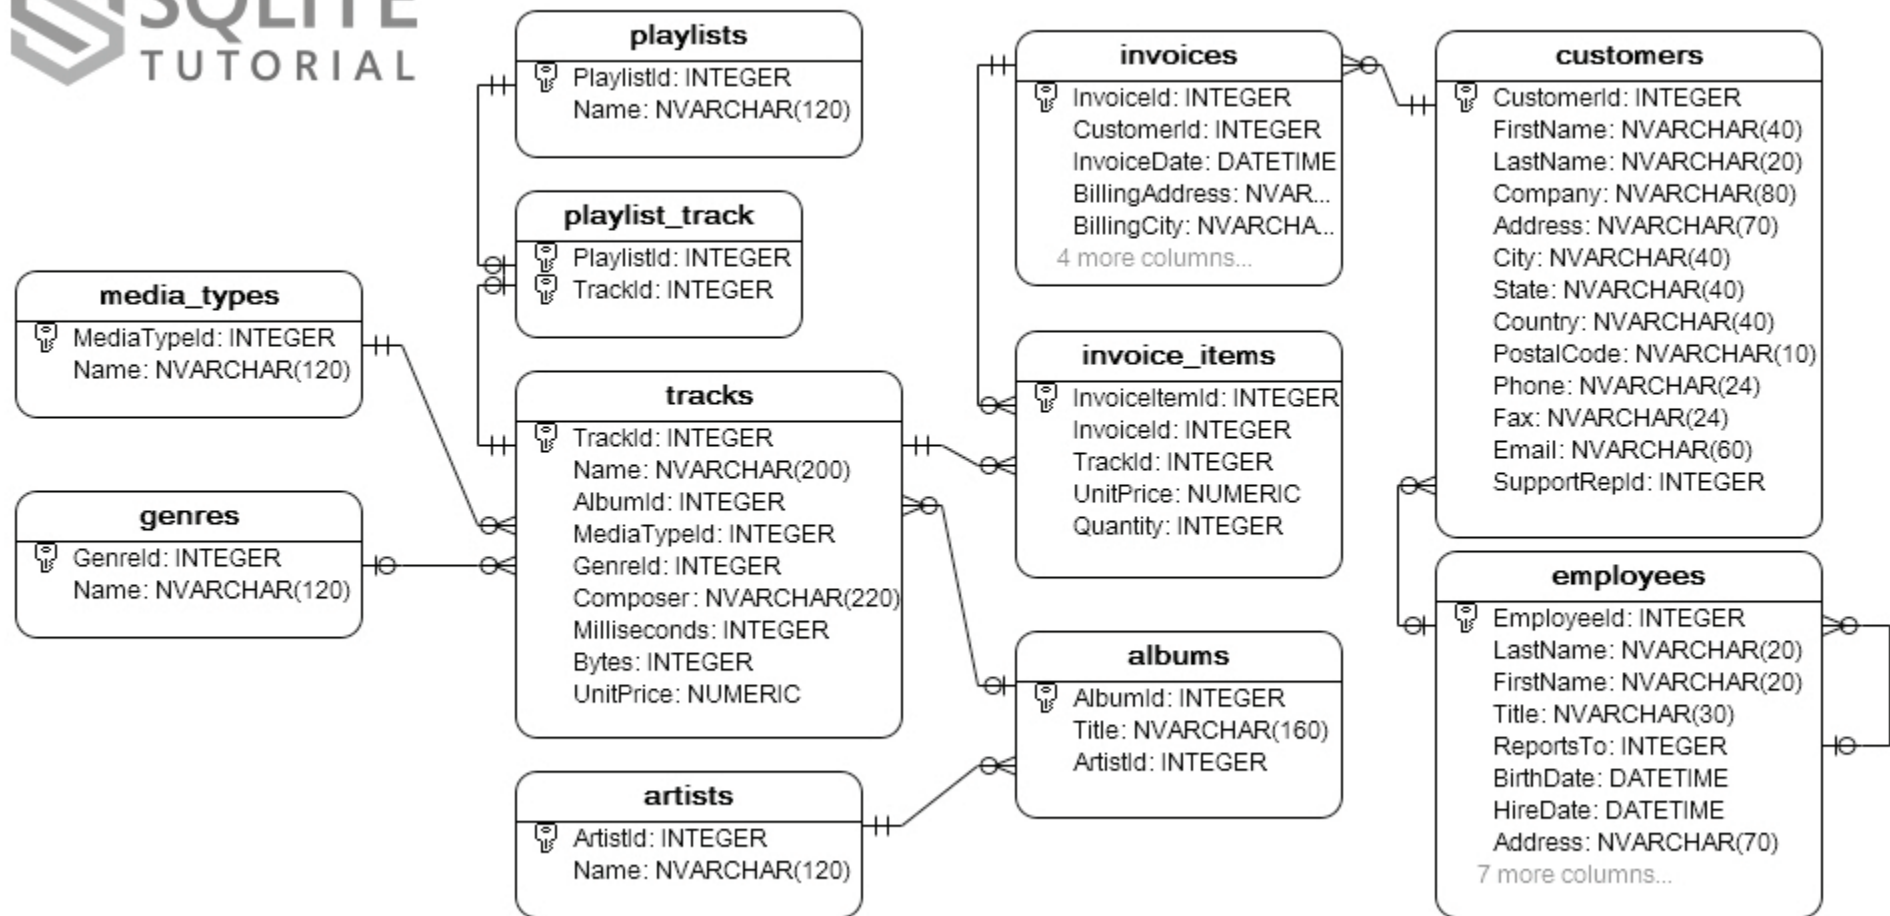 SQLITE
TUTORIAL
playlists
PlaylistId: INTEGER
Name: NVARCHAR(120)
playlist_track
PlaylistId: INTEGER
TrackId: INTEGER
media_types
MediaTypeId: INTEGER
Name: NVARCHAR(120)
genres
GenreId: INTEGER
Name: NVARCHAR(120)
tracks
TrackId: INTEGER
Name: NVARCHAR(200)
AlbumId: INTEGER
MediaTypeId: INTEGER
GenreId: INTEGER
Composer: NVARCHAR(220)
Milliseconds: INTEGER
Bytes: INTEGER
UnitPrice: NUMERIC
artists
ArtistId: INTEGER
Name: NVARCHAR(120)
invoices
InvoiceId: INTEGER
CustomerId: INTEGER
InvoiceDate: DATETIME
BillingAddress: NVAR...
BillingCity: NVARCHA...
4 more columns...
invoice_items
InvoiceItemId: INTEGER
InvoiceId: INTEGER
TrackId: INTEGER
UnitPrice: NUMERIC
Quantity: INTEGER
albums
AlbumId: INTEGER
Title: NVARCHAR(160)
ArtistId: INTEGER
customers
CustomerId: INTEGER
FirstName: NVARCHAR(40)
LastName: NVARCHAR(20)
Company: NVARCHAR(80)
Address: NVARCHAR(70)
City: NVARCHAR(40)
State: NVARCHAR(40)
Country: NVARCHAR(40)
PostalCode: NVARCHAR(10)
Phone: NVARCHAR(24)
Fax: NVARCHAR(24)
Email: NVARCHAR(60)
SupportRepId: INTEGER
employees
EmployeeId: INTEGER
LastName: NVARCHAR(20)
FirstName: NVARCHAR(20)
Title: NVARCHAR(30)
ReportsTo: INTEGER
BirthDate: DATETIME
HireDate: DATETIME
Address: NVARCHAR(70)
7 more columns...